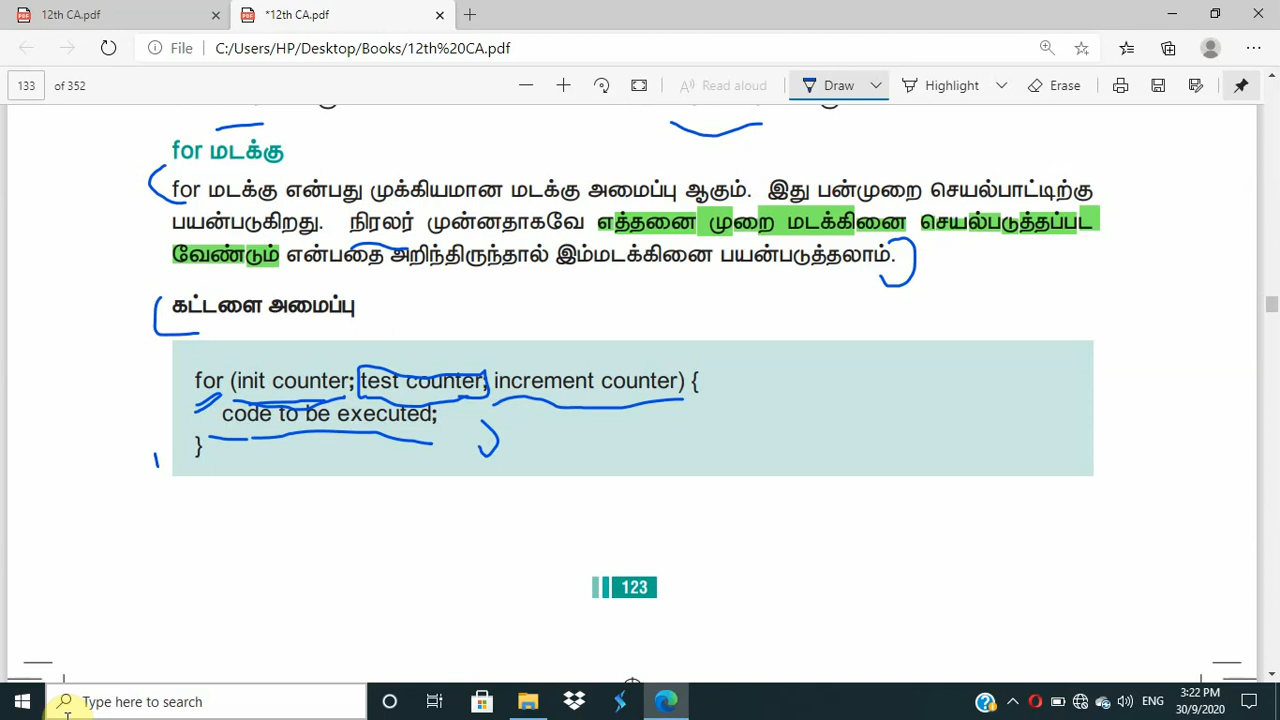 12th CA.pdf
*12th CA.pdf
File
C:/Users/HP/Desktop/Books/12th%20CA.pdf
133 of 352
Read aloud
Draw
Highlight
Erase
for மடக்கு
for மடக்கு என்பது முக்கியமான மடக்கு அமைப்பு ஆகும். இது பன்முறை செயல்பாட்டிற்கு
பயன்படுகிறது. நிரலர் முன்னதாகவே எத்தனை முறை மடக்கினை செயல்படுத்தப்பட
வேண்டும் என்பதை அறிந்திருந்தால் இம்மடக்கினை பயன்படுத்தலாம்.
கட்டளை அமைப்பு
for (init counter; test counter; increment counter) {
code to be executed;
}
123
Type here to search
ENG
3:22 PM
30/9/2020